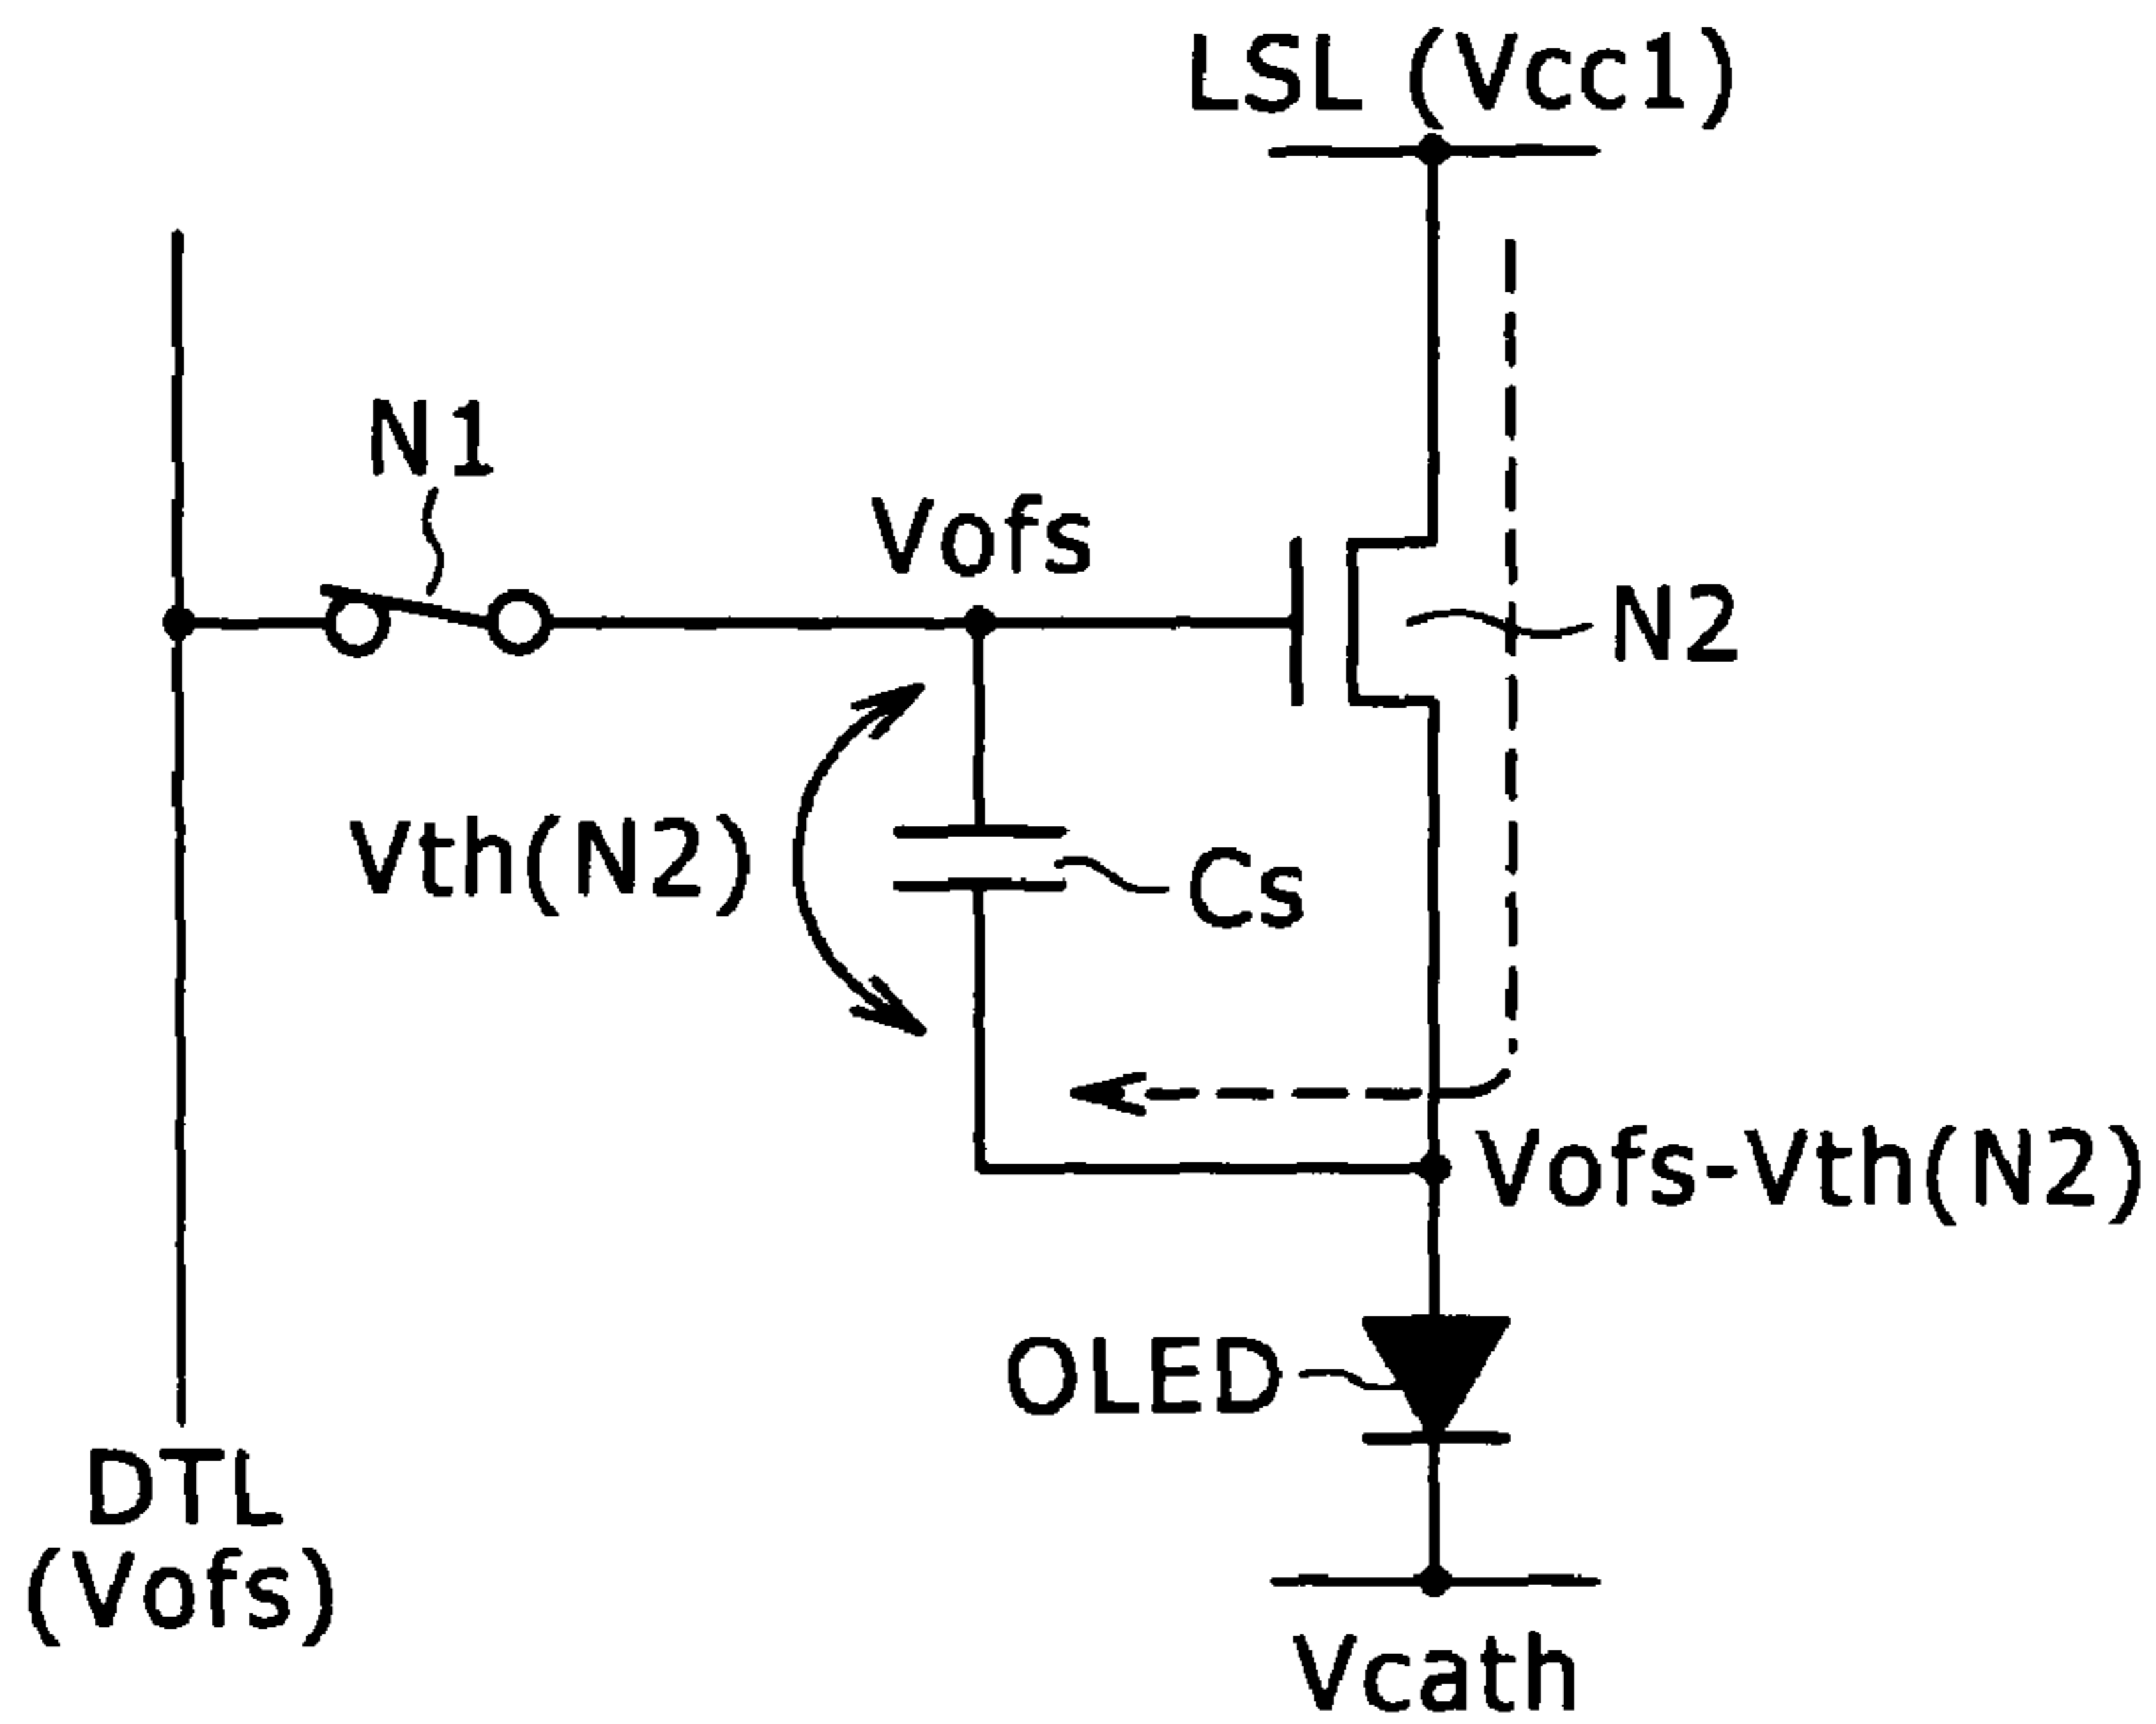 LSL (Vcc1)
N1
Vofs
N2
Vth(N2)
Cs
Vofs-Vth(N2)
OLED
DTL
(Vofs)
Vcath